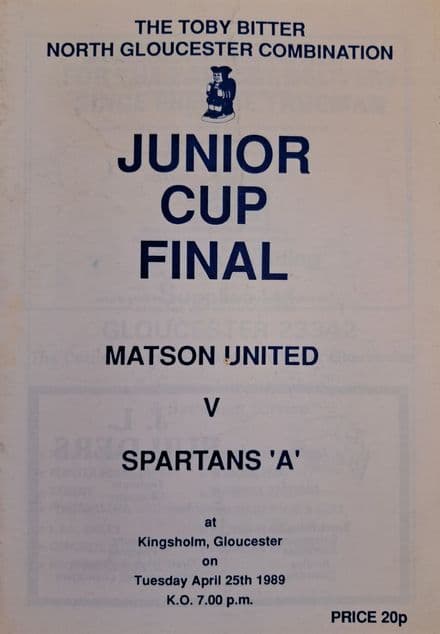 THE TOBY BITTER
NORTH GLOUCESTER COMBINATION
JUNIOR
CUP
FINAL
MATSON UNITED
V
SPARTANS 'A'
at
Kingsholm, Gloucester
on
Tuesday April 25th 1989
K.O. 7.00 p.m.
PRICE 20p